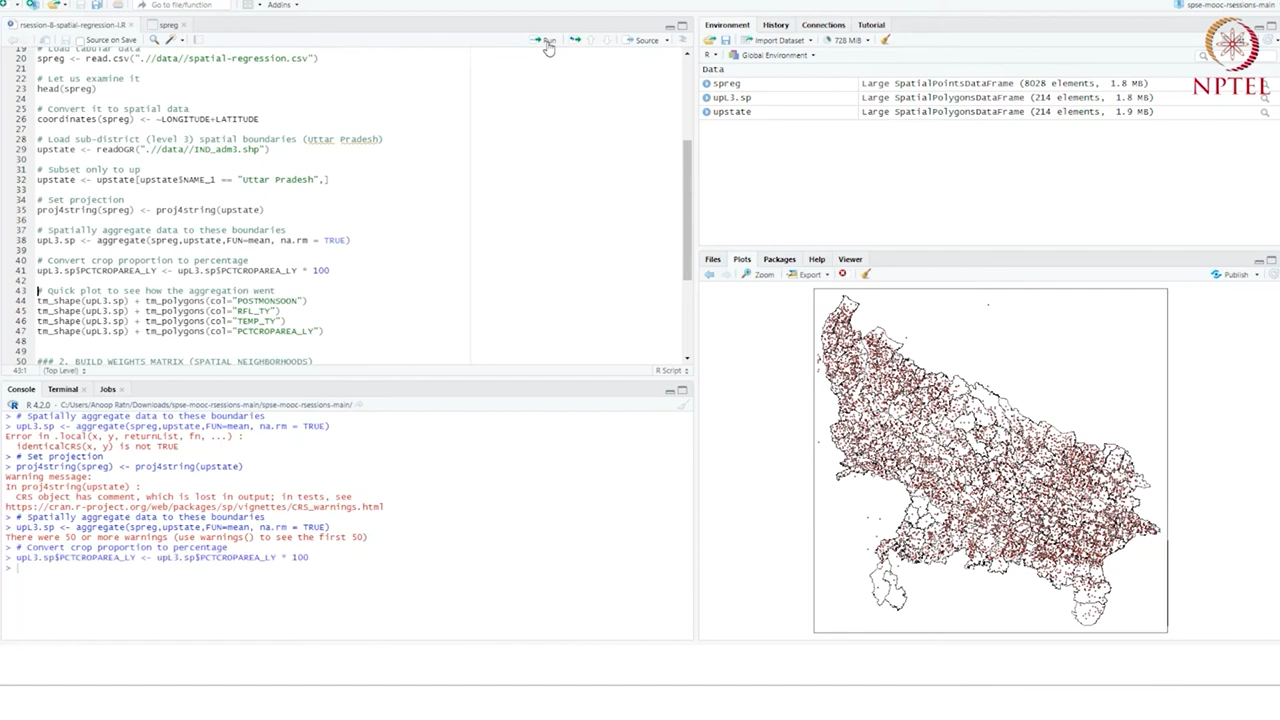 Go to file/function
Addins
spse-mooc-rsessions-main
rsession-8-spatial-regression-LR
spreg
Source on Save
Run
Source
19 # Load tabular data
20 spreg <- read.csv(".//data//spatial-regression.csv")
21
22 # Let us examine it
23 head(spreg)
24
25 # Convert it to spatial data
26 coordinates(spreg) <- ~LONGITUDE+LATITUDE
27
28 # Load sub-district (level 3) spatial boundaries (Uttar Pradesh)
29 upstate <- readOGR(".//data//IND_adm3.shp")
30
31 # Subset only to up
32 upstate <- upstate[upstate$NAME_1 == "Uttar Pradesh",]
33
34 # Set projection
35 proj4string(spreg) <- proj4string(upstate)
36
37 # Spatially aggregate data to these boundaries
38 upL3.sp <- aggregate(spreg,upstate,FUN=mean, na.rm = TRUE)
39
40 # Convert crop proportion to percentage
41 upL3.sp$PCTCROPAREA_LY <- upL3.sp$PCTCROPAREA_LY * 100
42
43 # Quick plot to see how the aggregation went
44 tm_shape(upL3.sp) + tm_polygons(col="POSTMONSOON")
45 tm_shape(upL3.sp) + tm_polygons(col="RFL_TY")
46 tm_shape(upL3.sp) + tm_polygons(col="TEMP_TY")
47 tm_shape(upL3.sp) + tm_polygons(col="PCTCROPAREA_LY")
48
49
50 ### 2. BUILD WEIGHTS MATRIX (SPATIAL NEIGHBORHOODS)
43:1 (Top Level) R Script
Console Terminal Jobs
R 4.2.0 · C:/Users/Anoop Ratn/Downloads/spse-mooc-rsessions-main/
> # Spatially aggregate data to these boundaries
> upL3.sp <- aggregate(spreg,upstate,FUN=mean, na.rm = TRUE)
Error in .local(x, y, returnList, fn, ...) :
identicalCRS(x, y) is not TRUE
> # Set projection
> proj4string(spreg) <- proj4string(upstate)
Warning message:
In proj4string(upstate) :
CRS object has comment, which is lost in output; in tests, see
https://cran.r-project.org/web/packages/sp/vignettes/CRS_warnings.html
> # Spatially aggregate data to these boundaries
> upL3.sp <- aggregate(spreg,upstate,FUN=mean, na.rm = TRUE)
There were 50 or more warnings (use warnings() to see the first 50)
> # Convert crop proportion to percentage
> upL3.sp$PCTCROPAREA_LY <- upL3.sp$PCTCROPAREA_LY * 100
>
Environment History Connections Tutorial
Import Dataset 728 MiB
R Global Environment
Data
spreg Large SpatialPointsDataFrame (8028 elements, 1.8 MB)
upL3.sp Large SpatialPolygonsDataFrame (214 elements, 1.8 MB)
upstate Large SpatialPolygonsDataFrame (214 elements, 1.9 MB)
NPTEL
Files Plots Packages Help Viewer
Zoom Export Publish